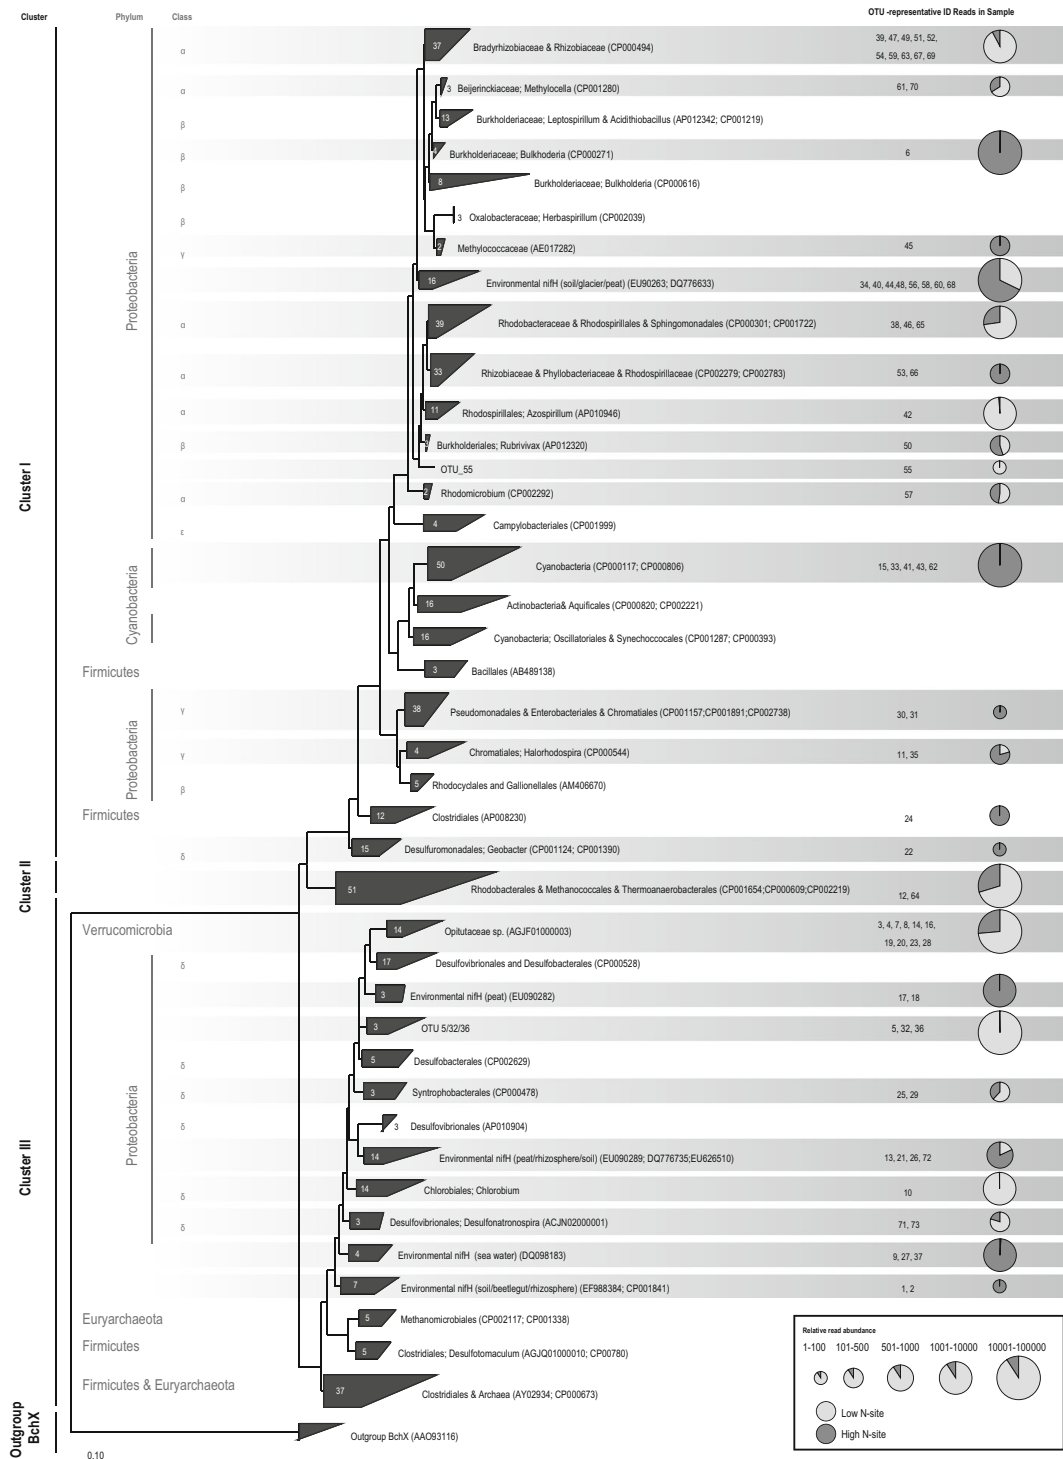 Cluster Phylum Class OTU -representative ID Reads in Sample
Cluster I
Proteobacteria
α 37 Bradyrhizobiaceae & Rhizobiaceae (CP000494) 39, 47, 49, 51, 52,
54, 59, 63, 67, 69
α 3 Beijerinckiaceae; Methylocella (CP001280) 61, 70
β 13 Burkholderiaceae; Leptospirillum & Acidithiobacillus (AP012342; CP001219)
β Burkholderiaceae; Bulkhoderia (CP000271) 6
β 8 Burkholderiaceae; Bulkholderia (CP000616)
β 3 Oxalobacteraceae; Herbaspirillum (CP002039)
γ 2 Methylococcaceae (AE017282) 45
16 Environmental nifH (soil/glacier/peat) (EU90263; DQ776633) 34, 40, 44,48, 56, 58, 60, 68
α 39 Rhodobacteraceae & Rhodospirillales & Sphingomonadales (CP000301; CP001722) 38, 46, 65
α 33 Rhizobiaceae & Phyllobacteriaceae & Rhodospirillaceae (CP002279; CP002783) 53, 66
α 11 Rhodospirillales; Azospirillum (AP010946) 42
β Burkholderiales; Rubrivivax (AP012320) 50
OTU_55 55
α 2 Rhodomicrobium (CP002292) 57
ε 4 Campylobacteriales (CP001999)
Cyanobacteria
50 Cyanobacteria (CP000117; CP000806) 15, 33, 41, 43, 62
16 Actinobacteria& Aquificales (CP000820; CP002221)
16 Cyanobacteria; Oscillatoriales & Synechoccocales (CP001287; CP000393)
Firmicutes 3 Bacillales (AB489138)
Proteobacteria
γ 38 Pseudomonadales & Enterobacteriales & Chromatiales (CP001157;CP001891;CP002738) 30, 31
γ 4 Chromatiales; Halorhodospira (CP000544) 11, 35
β 5 Rhodocyclales and Gallionellales (AM406670)
Firmicutes 12 Clostridiales (AP008230) 24
δ 15 Desulfuromonadales; Geobacter (CP001124; CP001390) 22
Cluster II
51 Rhodobacterales & Methanococcales & Thermoanaerobacterales (CP001654;CP000609;CP002219) 12, 64
Cluster III
Verrucomicrobia 14 Opitutaceae sp. (AGJF01000003) 3, 4, 7, 8, 14, 16,
19, 20, 23, 28
Proteobacteria
δ 17 Desulfovibrionales and Desulfobacterales (CP000528)
3 Environmental nifH (peat) (EU090282) 17, 18
3 OTU 5/32/36 5, 32, 36
δ 5 Desulfobacterales (CP002629)
δ 3 Syntrophobacterales (CP000478) 25, 29
δ 3 Desulfovibrionales (AP010904)
14 Environmental nifH (peat/rhizosphere/soil) (EU090289; DQ776735;EU626510) 13, 21, 26, 72
δ 14 Chlorobiales; Chlorobium 10
δ 3 Desulfovibrionales; Desulfonatronospira (ACJN02000001) 71, 73
4 Environmental nifH (sea water) (DQ098183) 9, 27, 37
7 Environmental nifH (soil/beetlegut/rhizosphere) (EF988384; CP001841) 1, 2
Euryarchaeota 5 Methanomicrobiales (CP002117; CP001338)
Firmicutes 5 Clostridiales; Desulfotomaculum (AGJQ01000010; CP00780)
Firmicutes & Euryarchaeota 37 Clostridiales & Archaea (AY02934; CP000673)
Outgroup
BchX
Outgroup BchX (AAO93116)
0.10
Relative read abundance
1-100 101-500 501-1000 1001-10000 10001-100000
Low N-site
High N-site